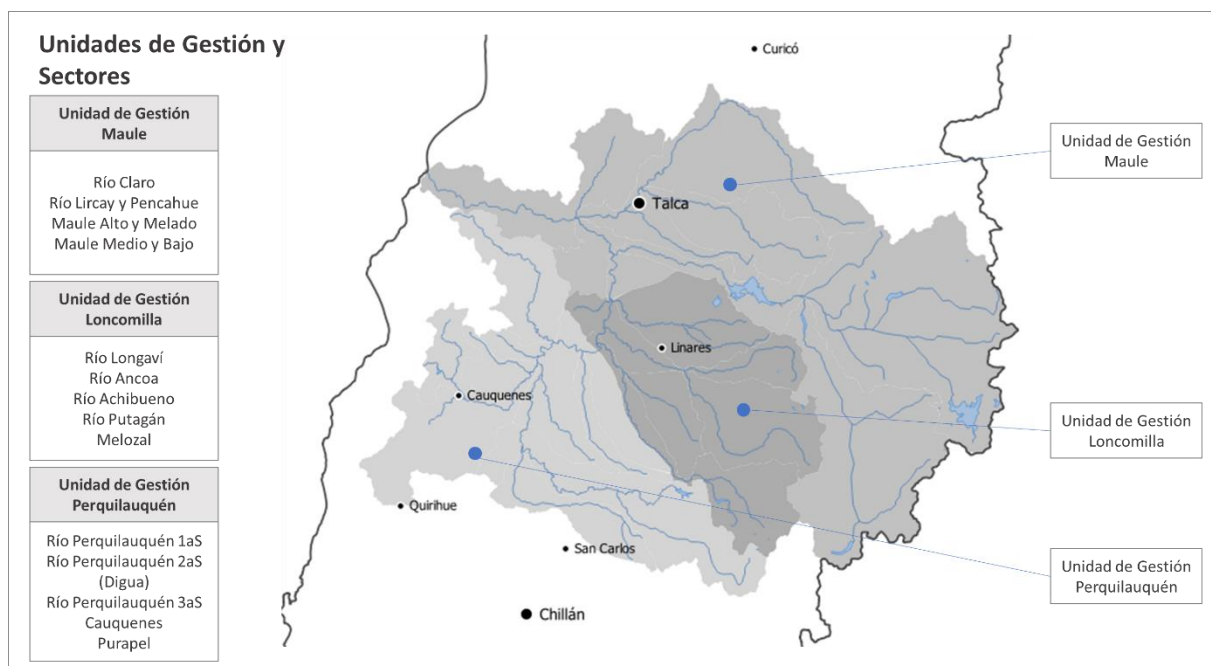 Unidades de Gestión y
Sectores
Unidad de Gestión
Maule
Río Claro
Río Lircay y Pencahue
Maule Alto y Melado
Maule Medio y Bajo
Unidad de Gestión
Loncomilla
Río Longaví
Río Ancoa
Río Achibueno
Río Putagán
Melozal
Unidad de Gestión
Perquilauquén
Río Perquilauquén 1aS
Río Perquilauquén 2aS
(Digua)
Río Perquilauquén 3aS
Cauquenes
Purapel
Curicó
Talca
Linares
Cauquenes
Quirihue
San Carlos
Chillán
Unidad de Gestión
Maule
Unidad de Gestión
Loncomilla
Unidad de Gestión
Perquilauquén